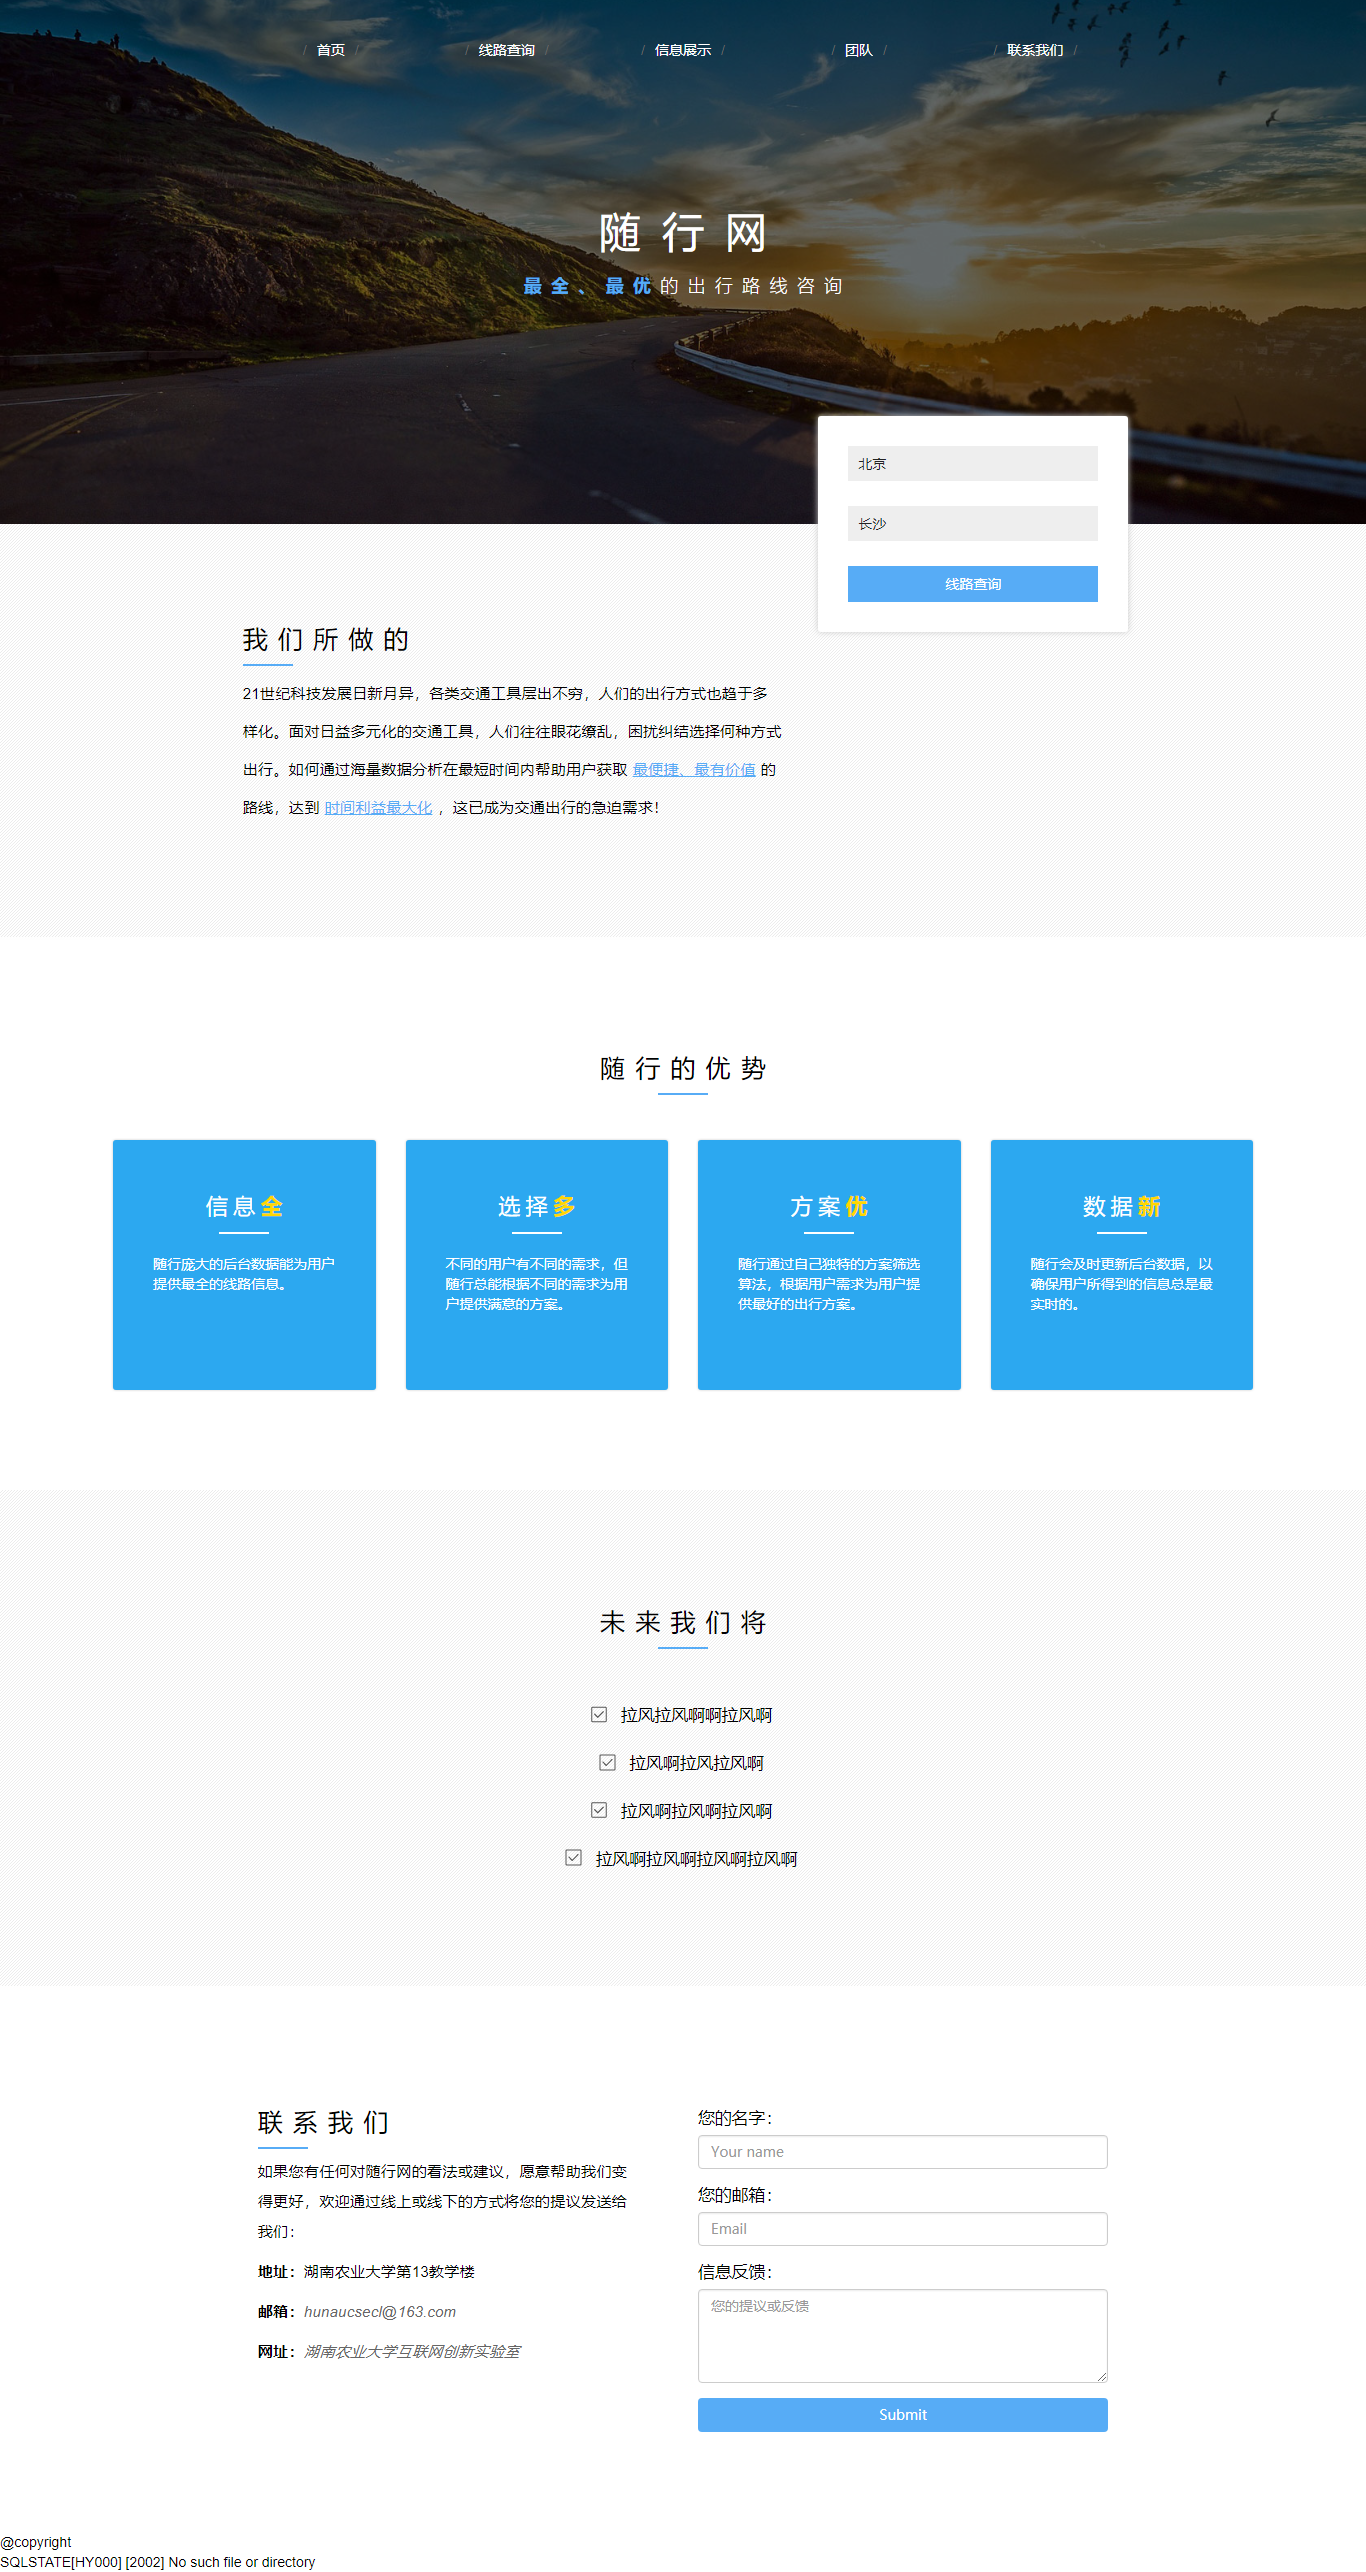 / 首页 / / 线路查询 / / 信息展示 / / 团队 / / 联系我们 /
随行网
最全、最优的出行路线咨询
北京
长沙
线路查询
我们所做的
21世纪科技发展日新月异，各类交通工具层出不穷，人们的出行方式也趋于多
样化。面对日益多元化的交通工具，人们往往眼花缭乱，困扰纠结选择何种方式
出行。如何通过海量数据分析在最短时间内帮助用户获取 最便捷、最有价值 的
路线，达到 时间利益最大化 ，这已成为交通出行的急迫需求！
随行的优势
信息全
随行庞大的后台数据能为用户
提供最全的线路信息。
选择多
不同的用户有不同的需求，但
随行总能根据不同的需求为用
户提供满意的方案。
方案优
随行通过自己独特的方案筛选
算法，根据用户需求为用户提
供最好的出行方案。
数据新
随行会及时更新后台数据，以
确保用户所得到的信息总是最
实时的。
未来我们将
拉风拉风啊啊拉风啊
拉风啊拉风拉风啊
拉风啊拉风啊拉风啊
拉风啊拉风啊拉风啊拉风啊
联系我们
如果您有任何对随行网的看法或建议，愿意帮助我们变
得更好，欢迎通过线上或线下的方式将您的提议发送给
我们：
地址：湖南农业大学第13教学楼
邮箱：hunaucsecl@163.com
网址：湖南农业大学互联网创新实验室
您的名字：
Your name
您的邮箱：
Email
信息反馈：
您的提议或反馈
Submit
@copyright
SQLSTATE[HY000] [2002] No such file or directory